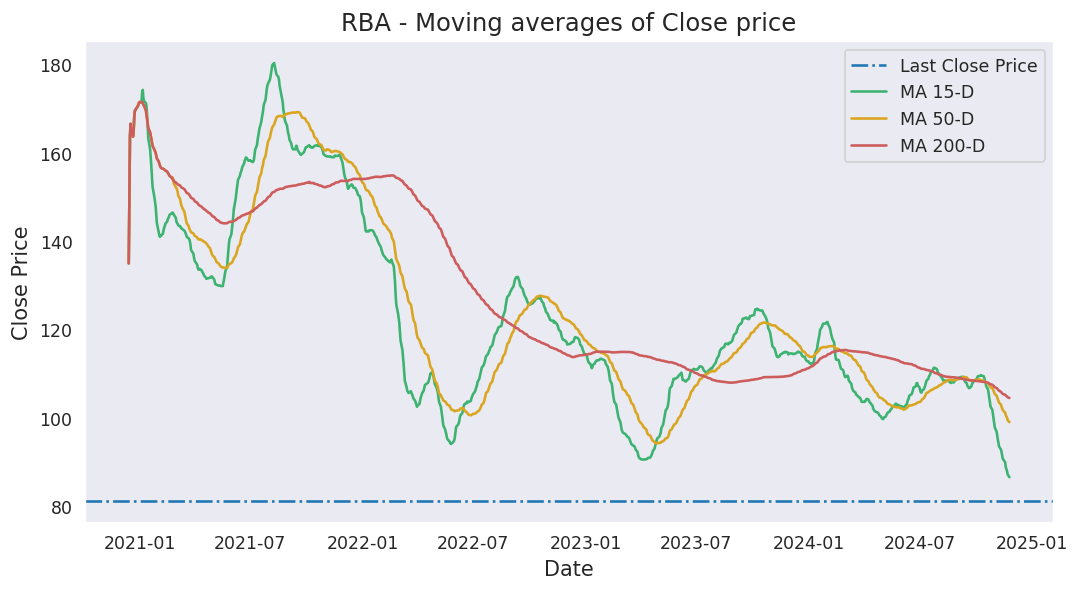 RBA - Moving averages of Close price
Last Close Price
MA 15-D
MA 50-D
MA 200-D
Close Price
180
160
140
120
100
80
2021-01 2021-07 2022-01 2022-07 2023-01 2023-07 2024-01 2024-07 2025-01
Date